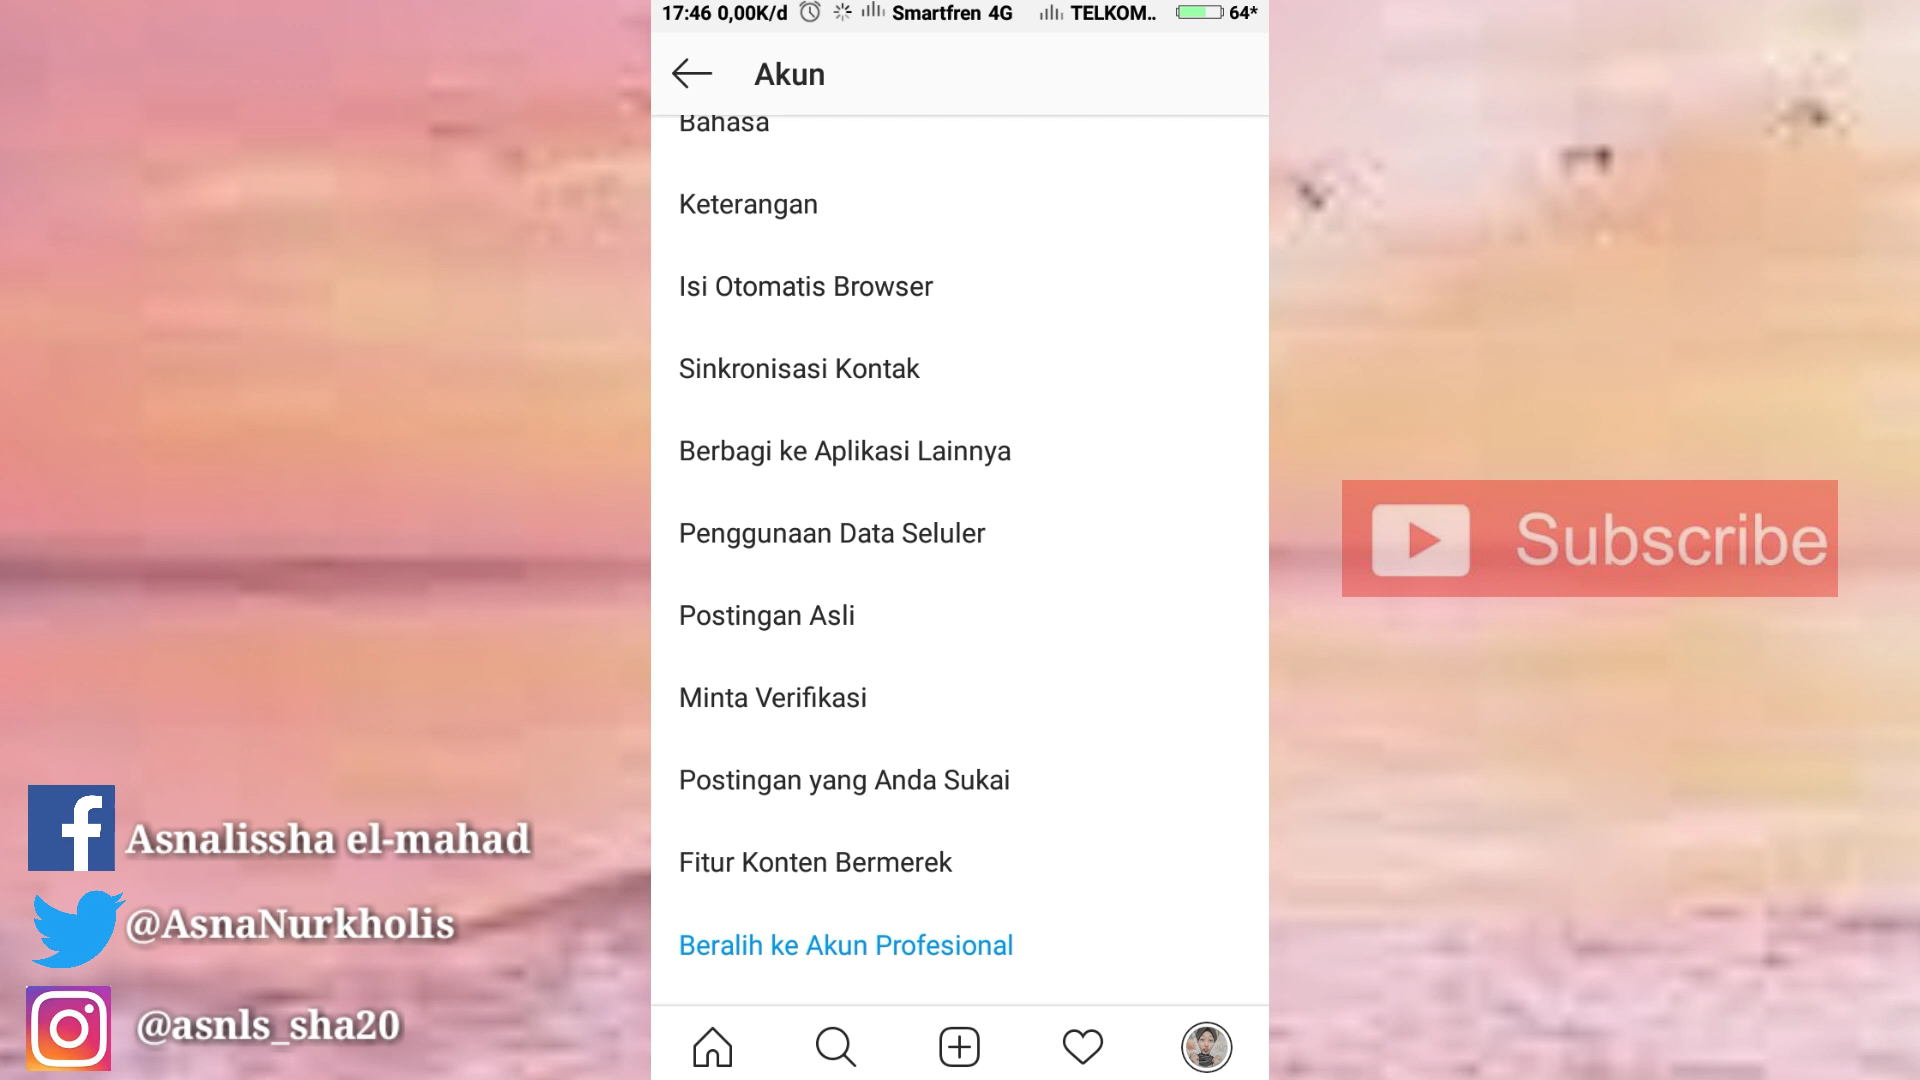 17:46 0,00K/d Smartfren 4G TELKOM.. 64*
Akun
Bahasa
Keterangan
Isi Otomatis Browser
Sinkronisasi Kontak
Berbagi ke Aplikasi Lainnya
Penggunaan Data Seluler
Postingan Asli
Minta Verifikasi
Postingan yang Anda Sukai
Fitur Konten Bermerek
Beralih ke Akun Profesional
Subscribe
Asnalissha el-mahad
@AsnaNurkholis
@asnls_sha20